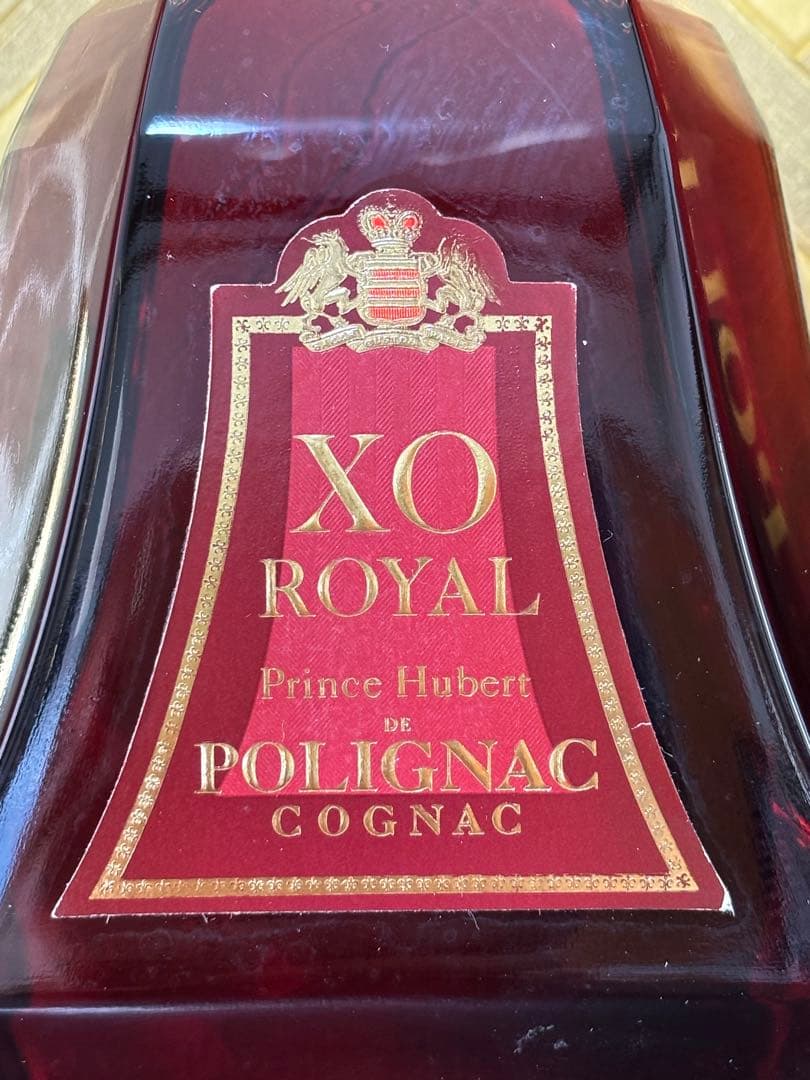 XO
ROYAL
Prince Hubert
DE
POLIGNAC
COGNAC